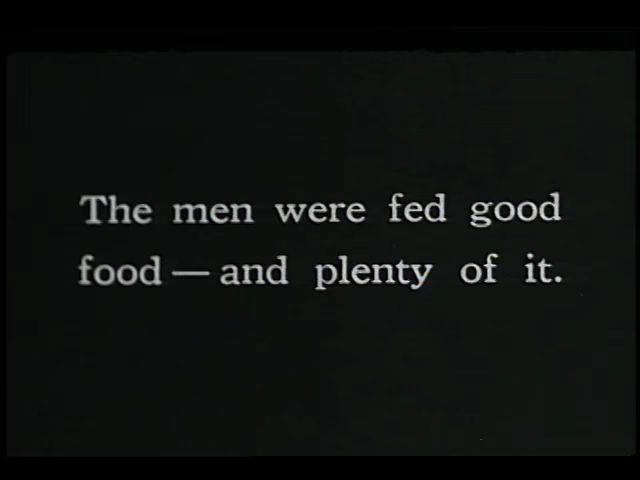 The men were fed good
food — and plenty of it.